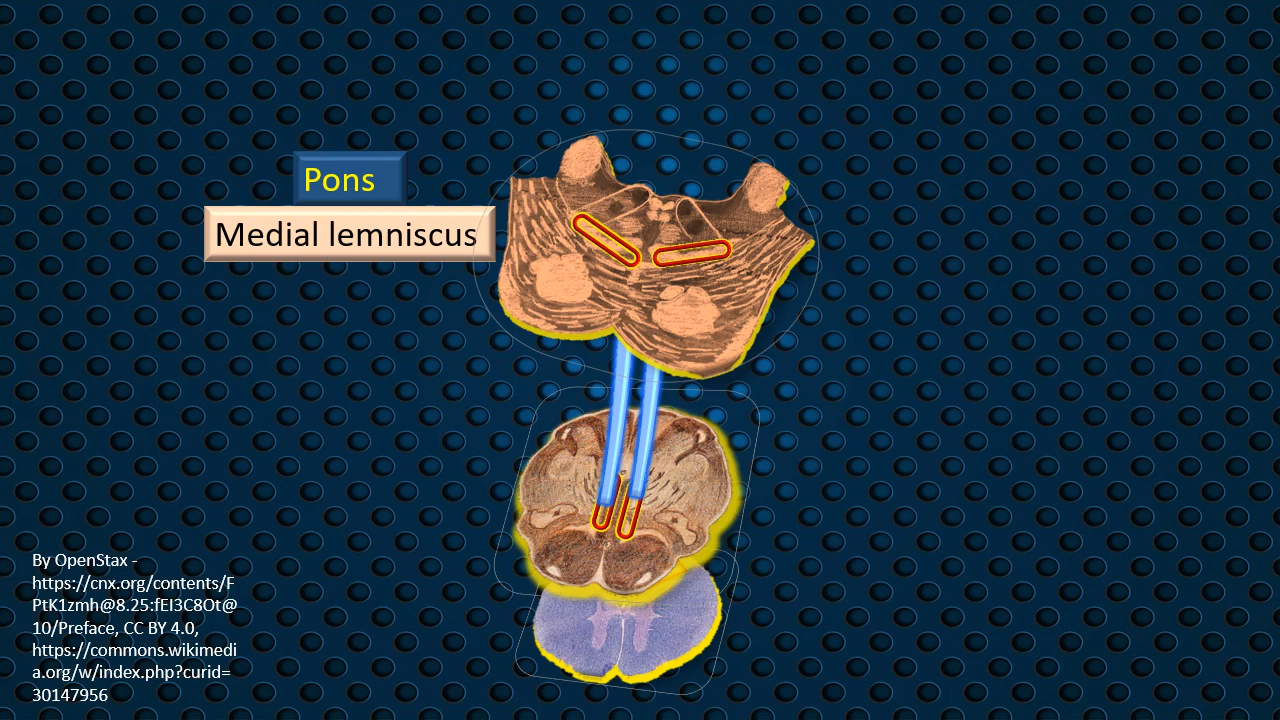 Pons
Medial lemniscus
By OpenStax -
https://cnx.org/contents/F
PtK1zmh@8.25:fEI3C8Ot@
10/Preface, CC BY 4.0,
https://commons.wikimedi
a.org/w/index.php?curid=
30147956